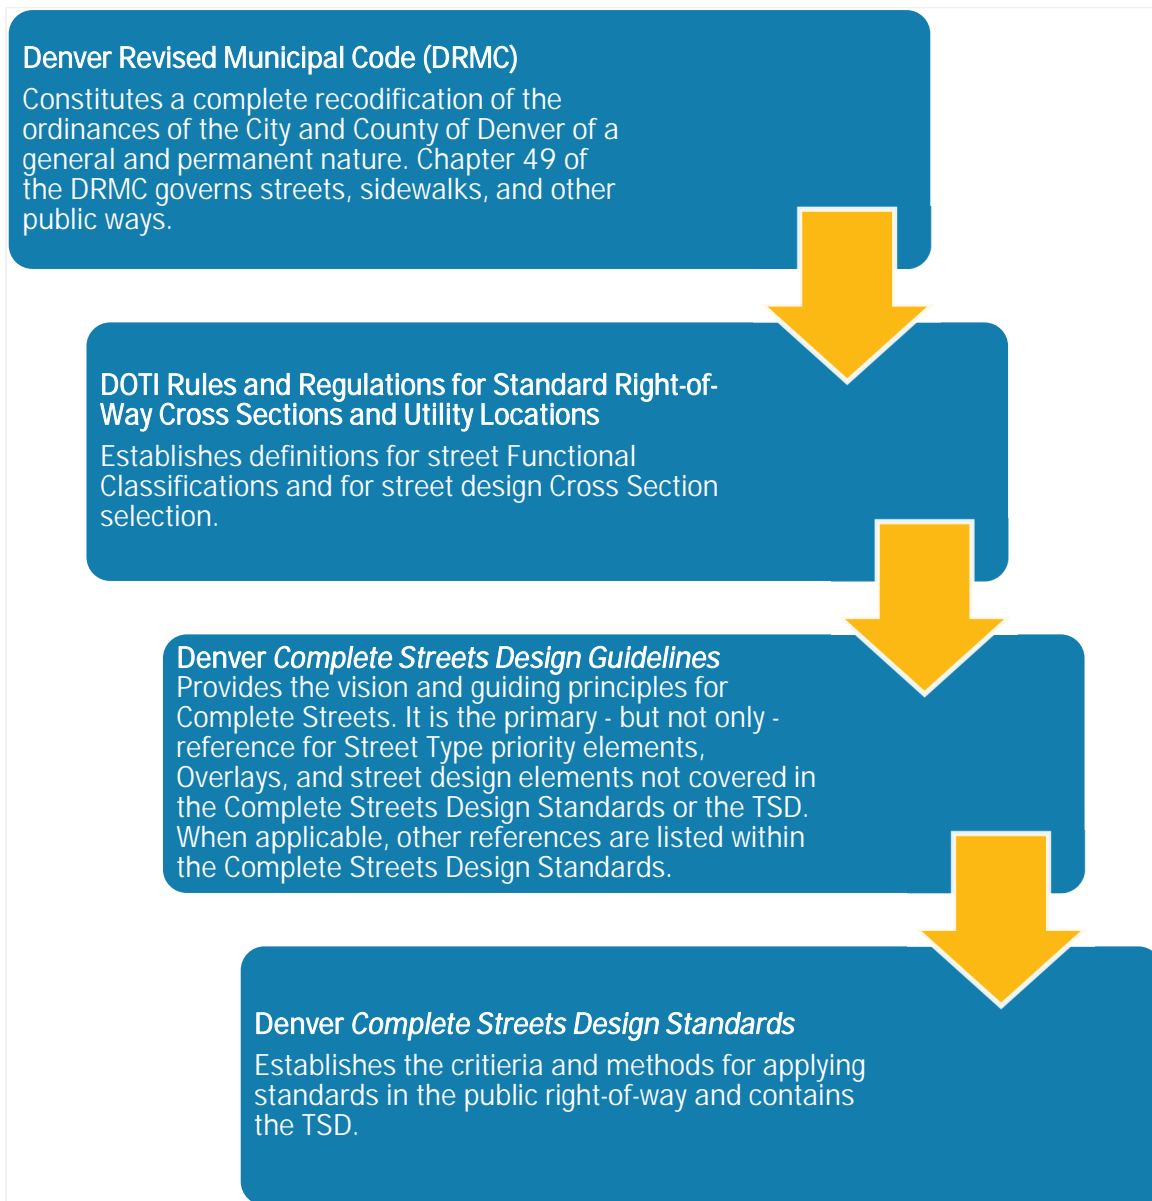 Denver Revised Municipal Code (DRMC)
Constitutes a complete recodification of the
ordinances of the City and County of Denver of a
general and permanent nature. Chapter 49 of
the DRMC governs streets, sidewalks, and other
public ways.
DOTI Rules and Regulations for Standard Right-of-
Way Cross Sections and Utility Locations
Establishes definitions for street Functional
Classifications and for street design Cross Section
selection.
Denver Complete Streets Design Guidelines
Provides the vision and guiding principles for
Complete Streets. It is the primary - but not only -
reference for Street Type priority elements,
Overlays, and street design elements not covered in
the Complete Streets Design Standards or the TSD.
When applicable, other references are listed within
the Complete Streets Design Standards.
Denver Complete Streets Design Standards
Establishes the critieria and methods for applying
standards in the public right-of-way and contains
the TSD.